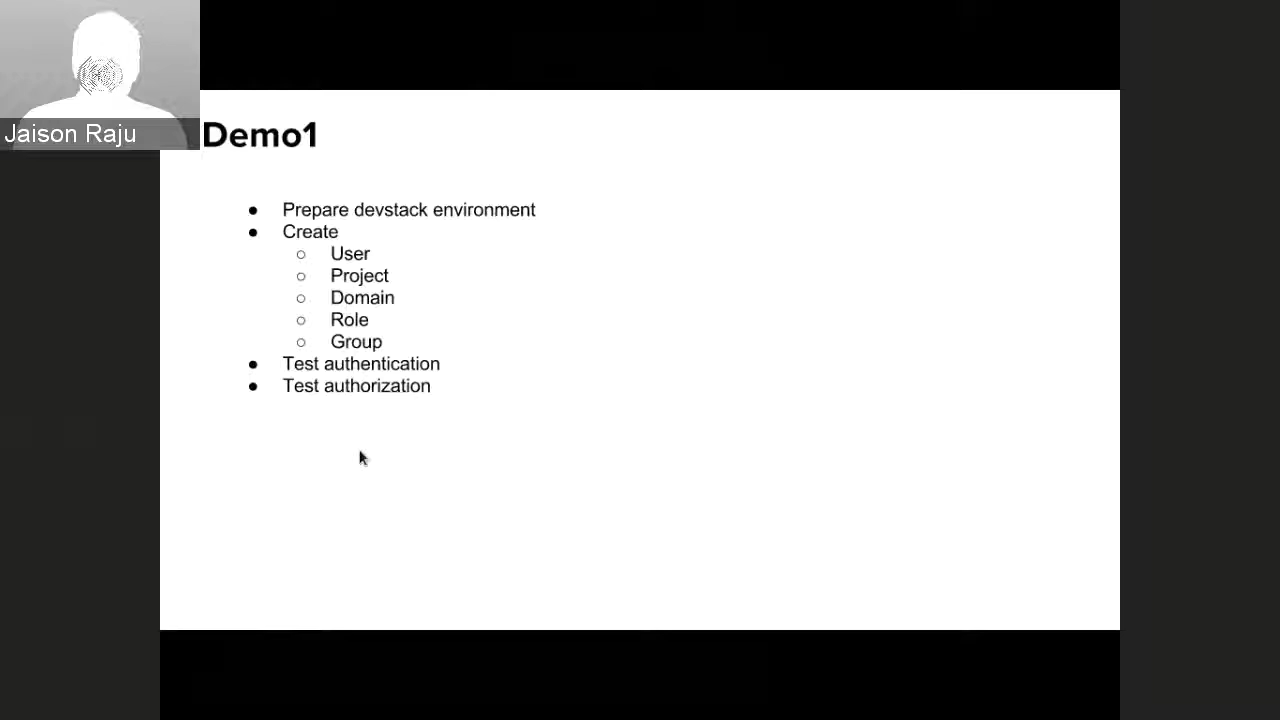 Jaison Raju
Demo1
● Prepare devstack environment
● Create
○ User
○ Project
○ Domain
○ Role
○ Group
● Test authentication
● Test authorization